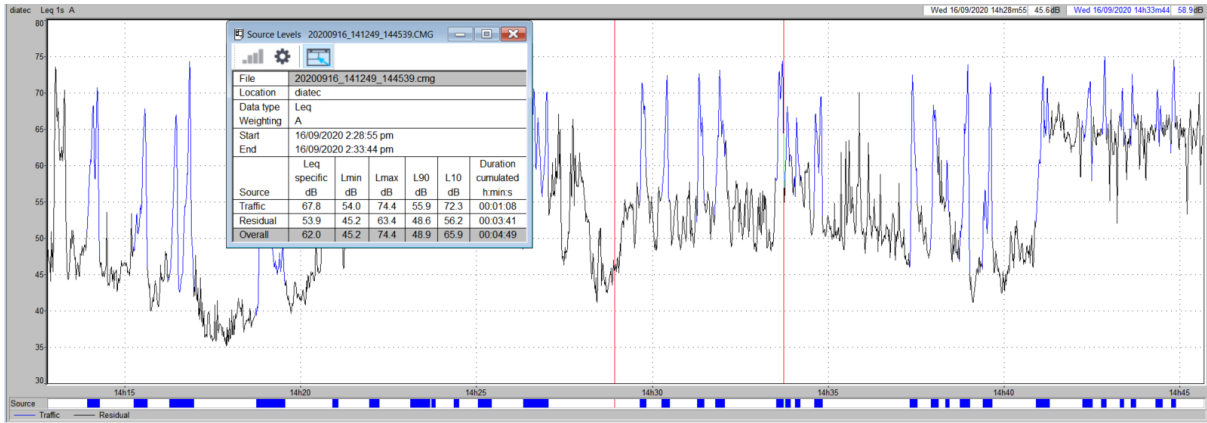 diatec Leq 1s A
Wed 16/09/2020 14h28m55 45.6dB Wed 16/09/2020 14h33m44 58.9dB
Source Levels 20200916_141249_144539.CMG
File 20200916_141249_144539.cmg
Location diatec
Data type Leq
Weighting A
Start 16/09/2020 2:28:55 pm
End 16/09/2020 2:33:44 pm
Leq Duration
specific Lmin Lmax L90 L10 cumulated
Source dB dB dB dB dB h:min:s
Traffic 67.8 54.0 74.4 55.9 72.3 00:01:08
Residual 53.9 45.2 63.4 48.6 56.2 00:03:41
Overall 62.0 45.2 74.4 48.9 65.9 00:04:49
80
75
70
65
60
55
50
45
40
35
30
14h15 14h20 14h25 14h30 14h35 14h40 14h45
Source
Traffic Residual